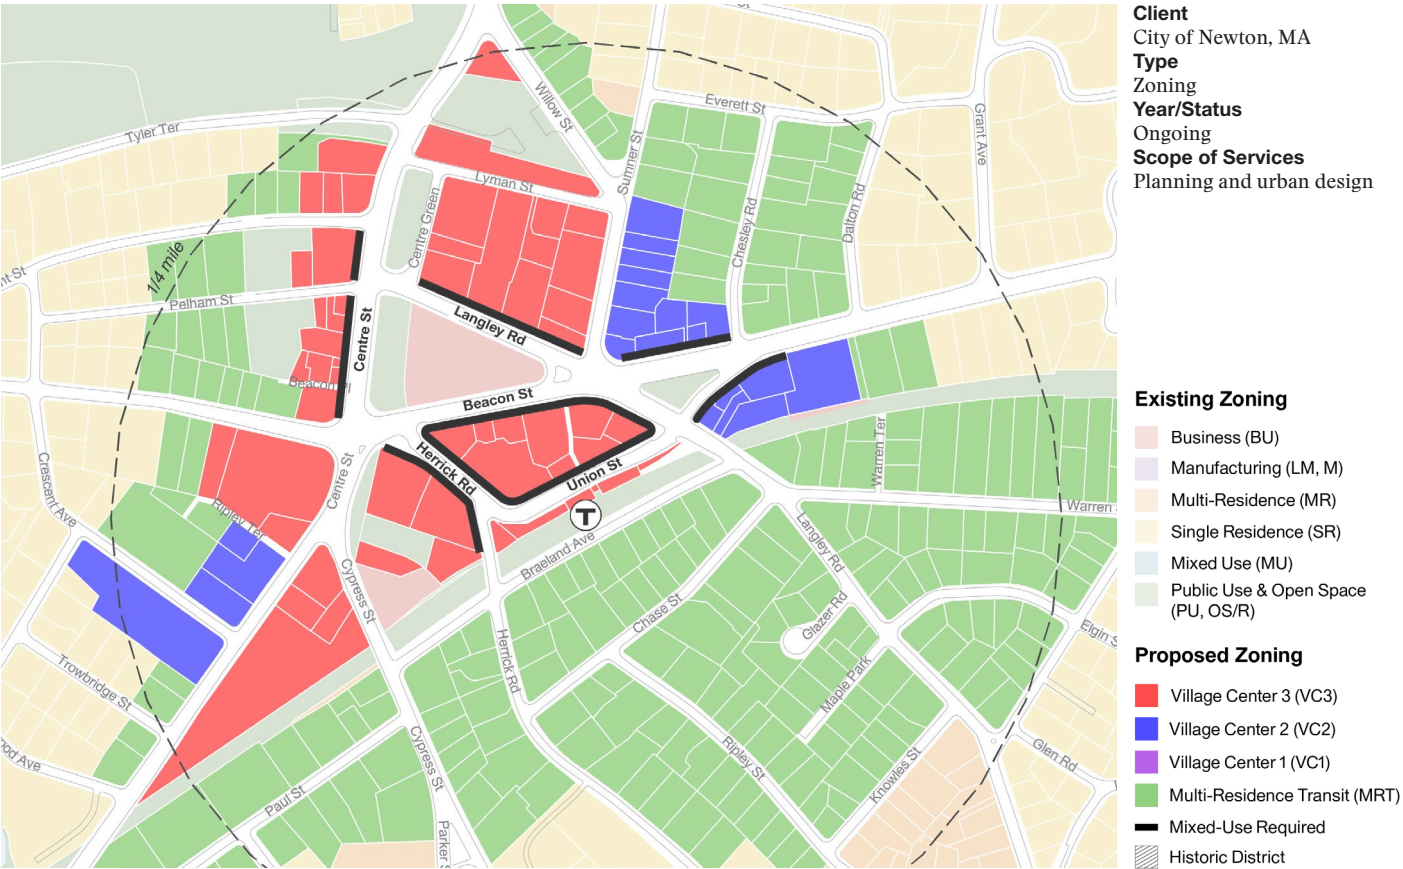 Client
City of Newton, MA
Type
Zoning
Year/Status
Ongoing
Scope of Services
Planning and urban design
Tyler Ter
Willow St
Everett St
Grant Ave
Sumner St
Lyman St
Centre Green
Chesley Rd
Dalton Rd
1/4 mile
Pelham St
Centre St
Langley Rd
Beacon St
Herrick Rd
Union St
T
Warren Ter
Crescent Ave
Centre St
Ripley Ter
Braeland Ave
Langley Rd
Cypress St
Chase St
Glazer Rd
Herrick Rd
Maple Park
Trowbridge St
Cypress St
Ripley St
Knowles St
Glen Rd
Paul St
Existing Zoning
Business (BU)
Manufacturing (LM, M)
Multi-Residence (MR)
Single Residence (SR)
Mixed Use (MU)
Public Use & Open Space
(PU, OS/R)
Proposed Zoning
Village Center 3 (VC3)
Village Center 2 (VC2)
Village Center 1 (VC1)
Multi-Residence Transit (MRT)
Mixed-Use Required
Historic District
Warren
Elgin S
Parker S
Beacon Pl